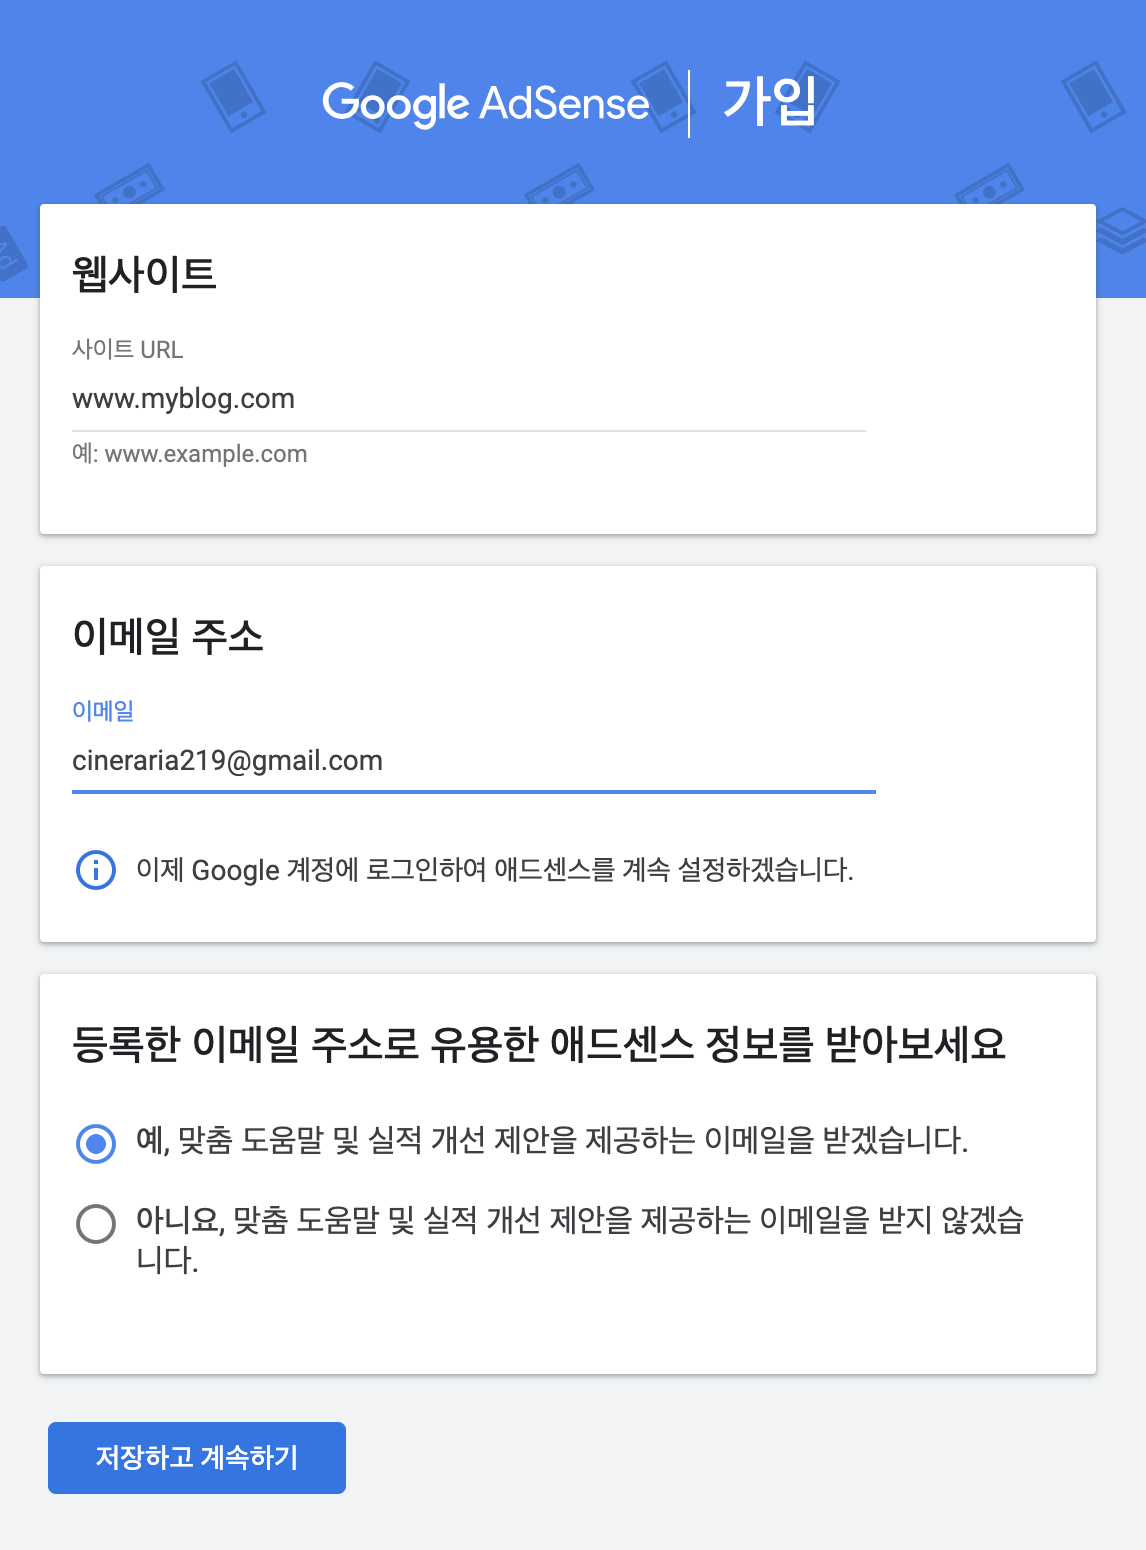 Google AdSense 가입
웹사이트
사이트 URL
www.myblog.com
예: www.example.com
이메일 주소
이메일
cineraria219@gmail.com
이제 Google 계정에 로그인하여 애드센스를 계속 설정하겠습니다.
등록한 이메일 주소로 유용한 애드센스 정보를 받아보세요
예, 맞춤 도움말 및 실적 개선 제안을 제공하는 이메일을 받겠습니다.
아니요, 맞춤 도움말 및 실적 개선 제안을 제공하는 이메일을 받지 않겠습
니다.
저장하고 계속하기
Ad